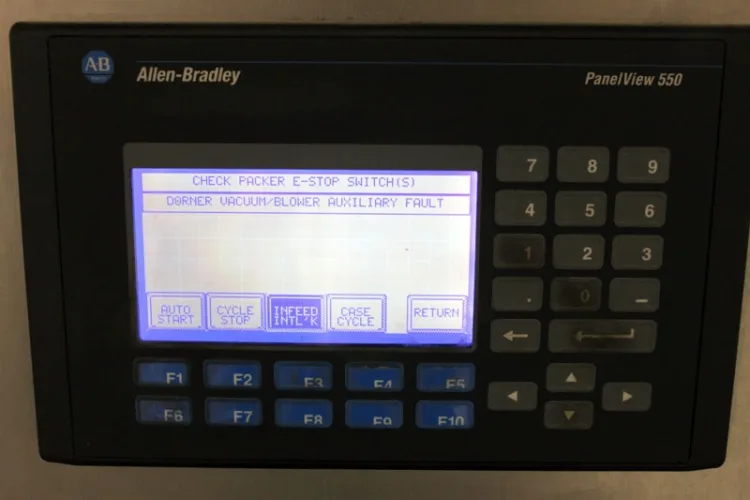 AB
Allen-Bradley
PanelView 550
CHECK PACKER E-STOP SWITCH(S)
DORNER VACUUM/BLOWER AUXILIARY FAULT
AUTO START
CYCLE STOP
INFEED INTL'K
CASE CYCLE
RETURN
7 8 9
4 5 6
1 2 3
. 0 _
F1 F2 F3 F4 F5
F6 F7 F8 F9 F10